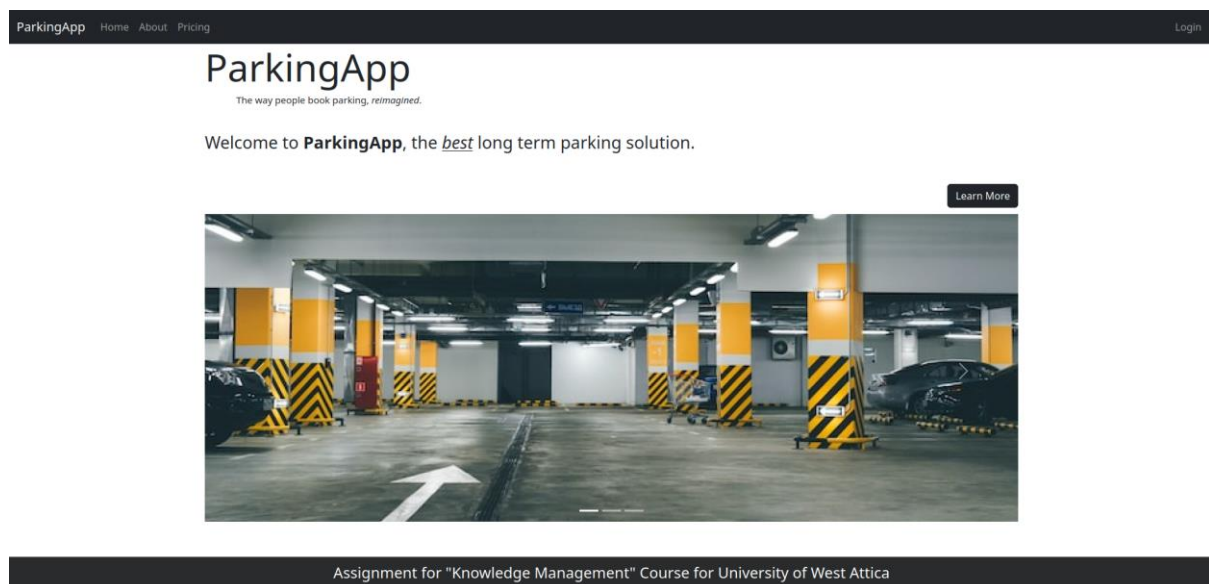 ParkingApp Home About Pricing Login
ParkingApp
The way people book parking, reimagined.
Welcome to ParkingApp, the best long term parking solution.
Learn More
Assignment for "Knowledge Management" Course for University of West Attica